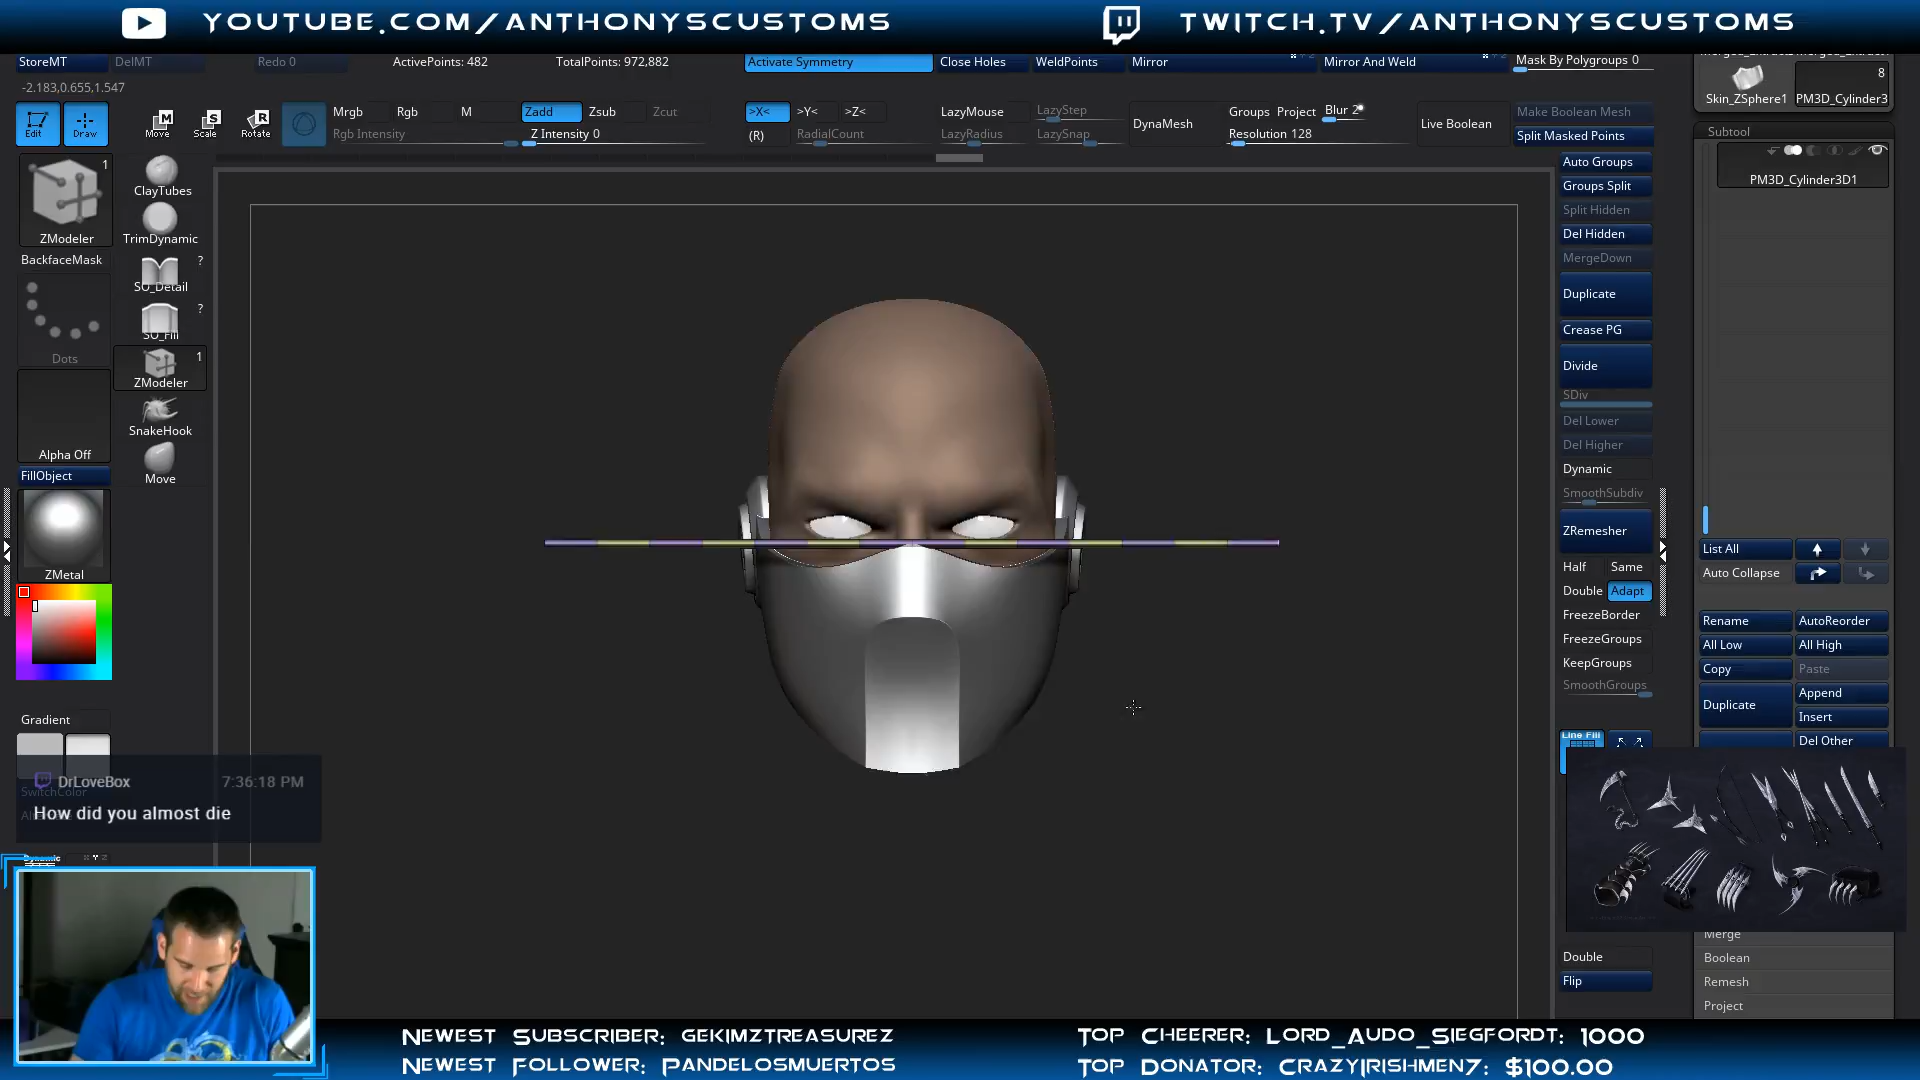 YOUTUBE.COM/ANTHONYSCUSTOMS
TWITCH.TV/ANTHONYSCUSTOMS
StoreMT
DelMT
Redo 0
ActivePoints: 482
TotalPoints: 972,882
Activate Symmetry
Close Holes
WeldPoints
Mirror
Mirror And Weld
Mask By Polygroups 0
-2.183,0.655,1.547
Edit
Draw
Move
Scale
Rotate
Mrgb
Rgb
M
Zadd
Zsub
Zcut
Rgb Intensity
Z Intensity 0
>X<
>Y<
>Z<
(R)
RadialCount
LazyMouse
LazyStep
LazyRadius
LazySnap
DynaMesh
Groups
Project
Blur 2
Resolution 128
Live Boolean
Make Boolean Mesh
Split Masked Points
Skin_ZSphere1
8
PM3D_Cylinder3
Subtool
PM3D_Cylinder3D1
1
ZModeler
BackfaceMask
Dots
Alpha Off
FillObject
ZMetal
Gradient
SwitchColor
ClayTubes
TrimDynamic
?
SO_Detail
?
SO_Fill
1
ZModeler
SnakeHook
Move
Auto Groups
Groups Split
Split Hidden
Del Hidden
MergeDown
Duplicate
Crease PG
Divide
SDiv
Del Lower
Del Higher
Dynamic
SmoothSubdiv
ZRemesher
Half
Same
Double
Adapt
FreezeBorder
FreezeGroups
KeepGroups
SmoothGroups
Line Fill
Double
Flip
List All
Auto Collapse
Rename
AutoReorder
All Low
All High
Copy
Paste
Duplicate
Append
Insert
Del Other
Merge
Boolean
Remesh
Project
DrLoveBox
7:36:18 PM
How did you almost die
Dynamic
Newest Subscriber: gekimztreasurez
Newest Follower: Pandelosmuertos
Top Cheerer: Lord_Audo_Siegfordt: 1000
Top Donator: CrazyIrishmen7: $100.00